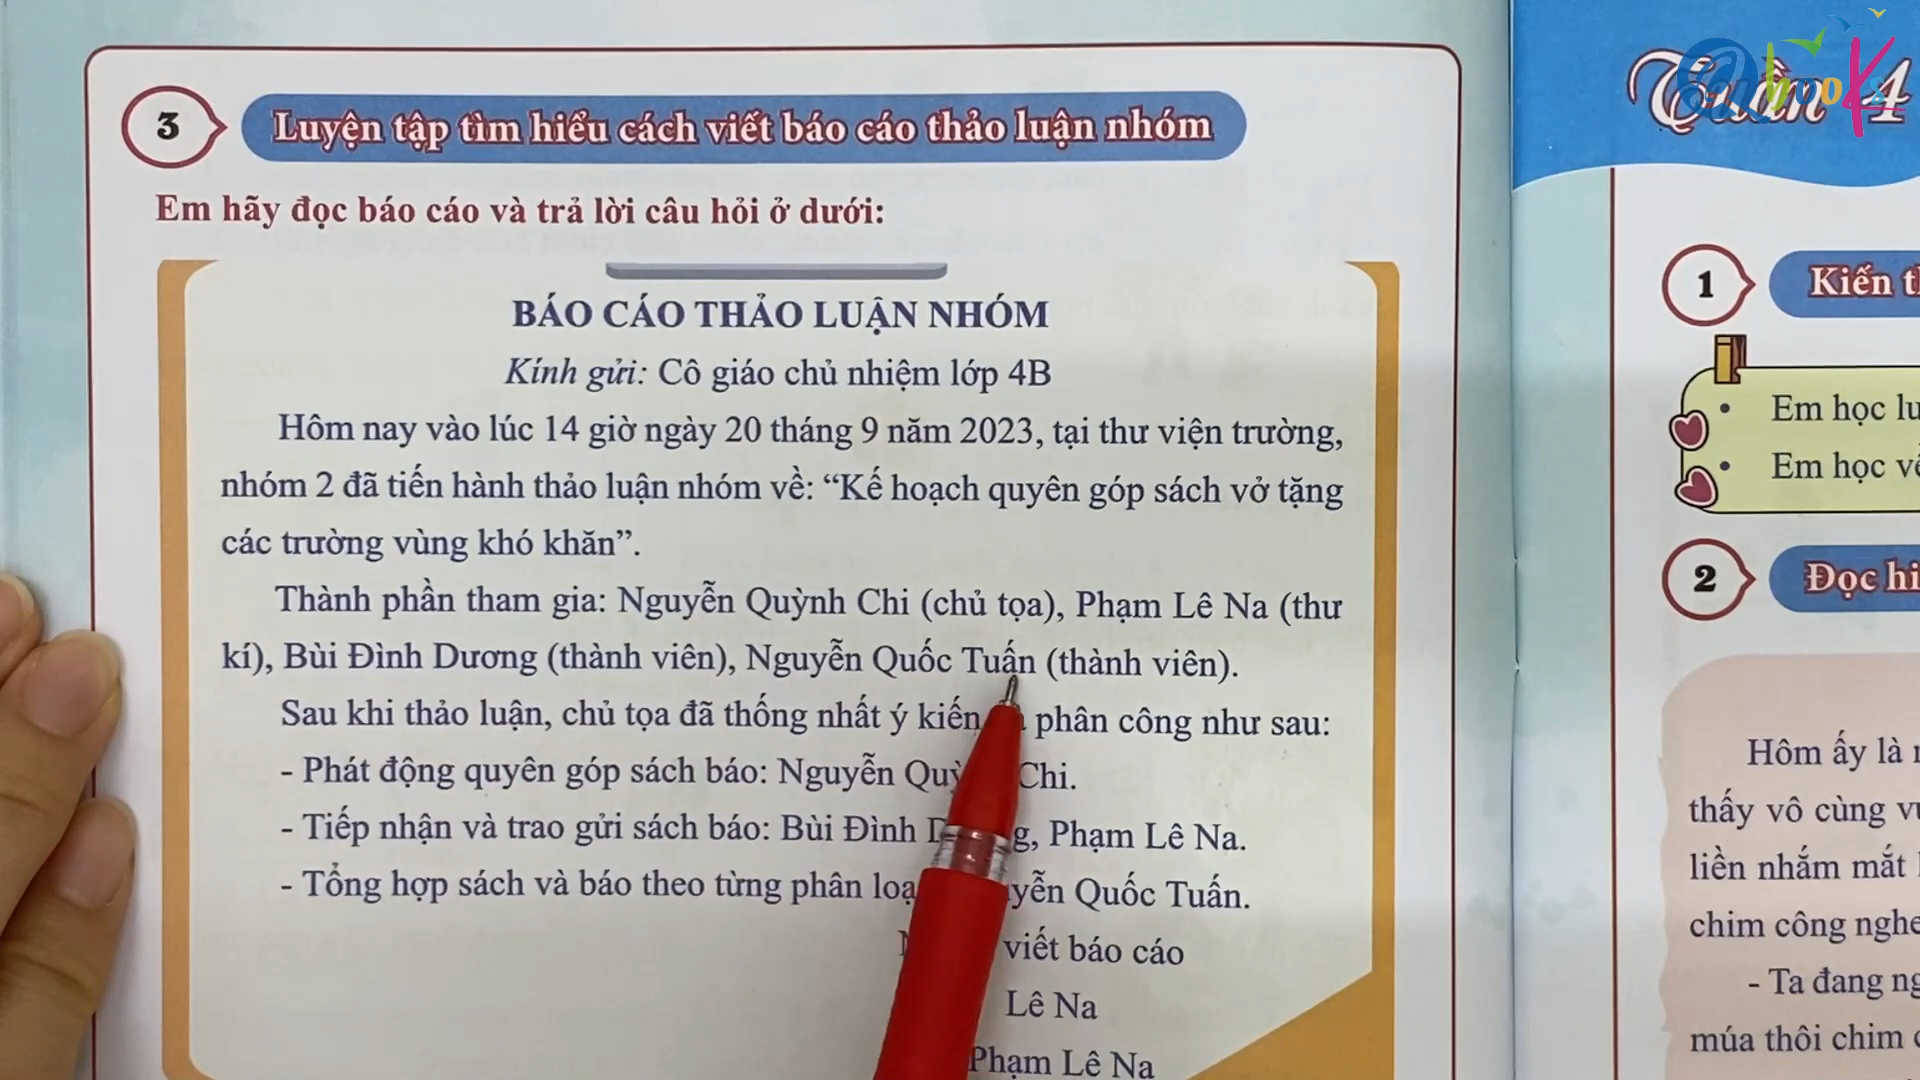 3
Luyện tập tìm hiểu cách viết báo cáo thảo luận nhóm
Em hãy đọc báo cáo và trả lời câu hỏi ở dưới:
BÁO CÁO THẢO LUẬN NHÓM
Kính gửi: Cô giáo chủ nhiệm lớp 4B
Hôm nay vào lúc 14 giờ ngày 20 tháng 9 năm 2023, tại thư viện trường,
nhóm 2 đã tiến hành thảo luận nhóm về: “Kế hoạch quyên góp sách vở tặng
các trường vùng khó khăn”.
Thành phần tham gia: Nguyễn Quỳnh Chi (chủ tọa), Phạm Lê Na (thư
kí), Bùi Đình Dương (thành viên), Nguyễn Quốc Tuấn (thành viên).
Sau khi thảo luận, chủ tọa đã thống nhất ý kiến phân công như sau:
- Phát động quyên góp sách báo: Nguyễn Chi.
- Tiếp nhận và trao gửi sách báo: Bùi Đình Phạm Lê Na.
- Tổng hợp sách và báo theo từng phân Quốc Tuấn.
viết báo cáo
Lê Na
Phạm Lê Na
Tuần 4
1
Kiến
Em học
Em học
2
Đọc
Hôm ấy là
thấy vô cùng
liền nhắm mắt
chim công
- Ta đang
múa thôi chim